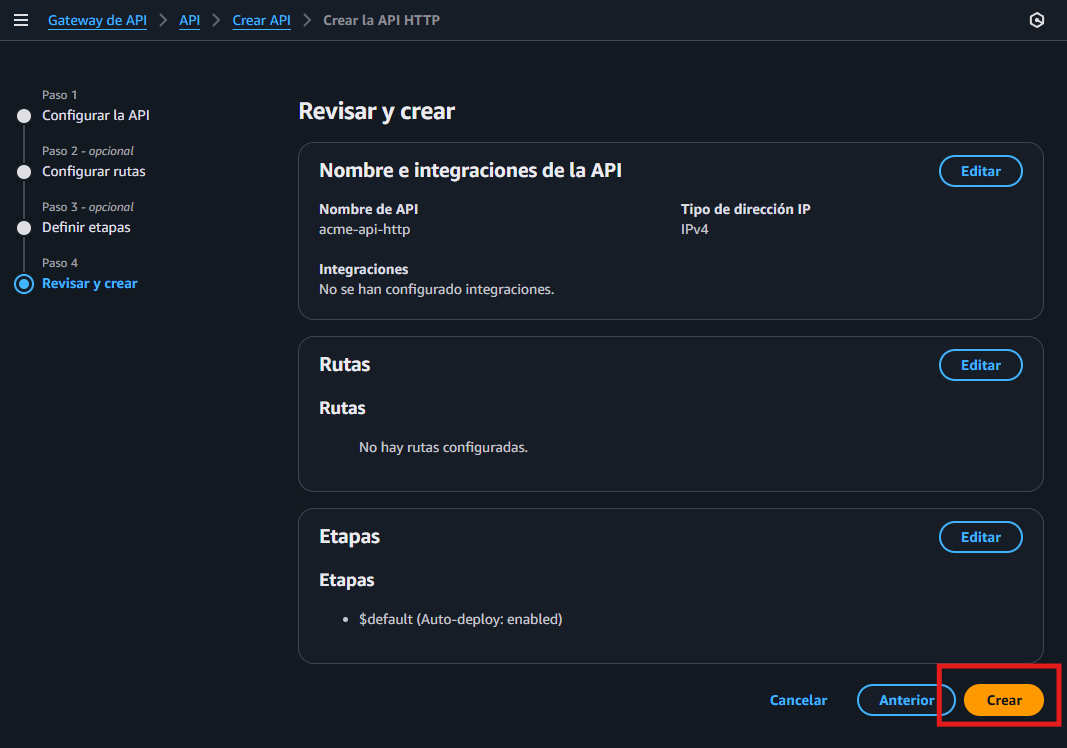 Gateway de API > API > Crear API > Crear la API HTTP
Paso 1
Configurar la API
Paso 2 - opcional
Configurar rutas
Paso 3 - opcional
Definir etapas
Paso 4
Revisar y crear
Revisar y crear
Nombre e integraciones de la API
Editar
Nombre de API
acme-api-http
Tipo de dirección IP
IPv4
Integraciones
No se han configurado integraciones.
Rutas
Editar
Rutas
No hay rutas configuradas.
Etapas
Editar
Etapas
• $default (Auto-deploy: enabled)
Cancelar
Anterior
Crear